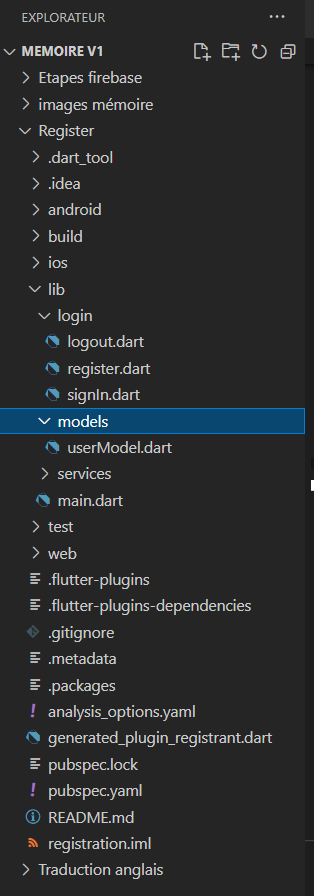 EXPLORATEUR
MEMOIRE V1
Etapes firebase
images mémoire
Register
.dart_tool
.idea
android
build
ios
lib
login
logout.dart
register.dart
signIn.dart
models
userModel.dart
services
main.dart
test
web
.flutter-plugins
.flutter-plugins-dependencies
.gitignore
.metadata
.packages
analysis_options.yaml
generated_plugin_registrant.dart
pubspec.lock
pubspec.yaml
README.md
registration.iml
Traduction anglais